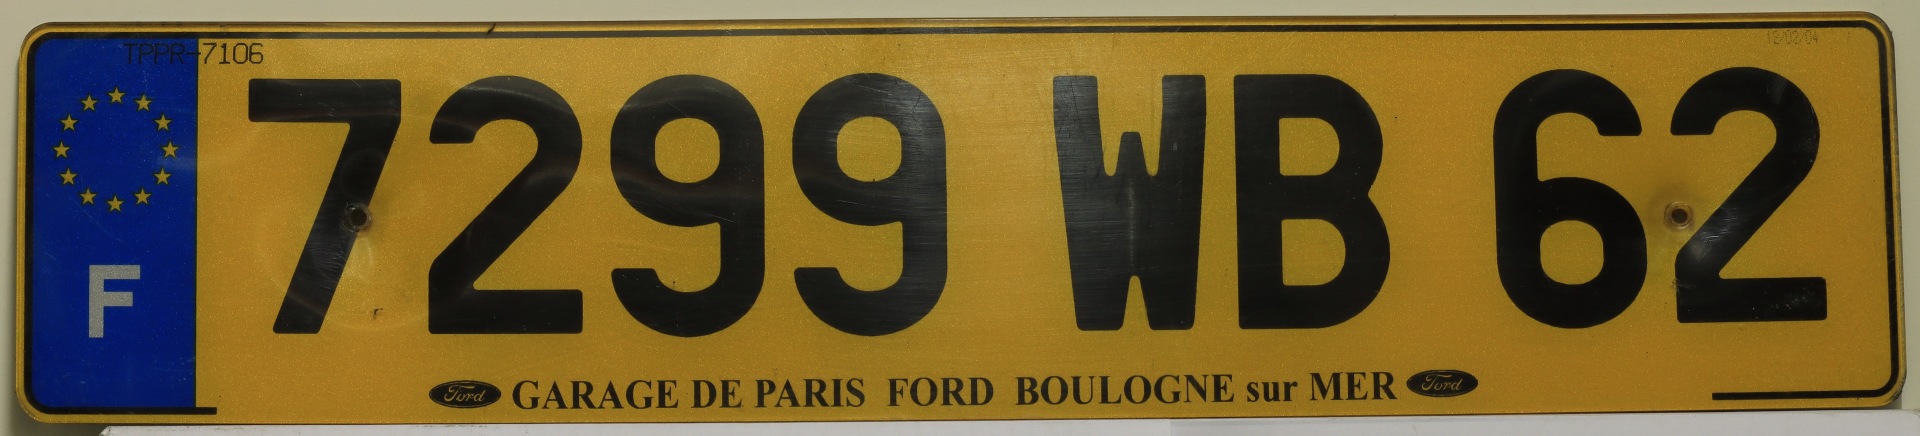 TPPR-7106
12/02/04
F
7299 WB 62
Ford GARAGE DE PARIS FORD BOULOGNE sur MER Ford